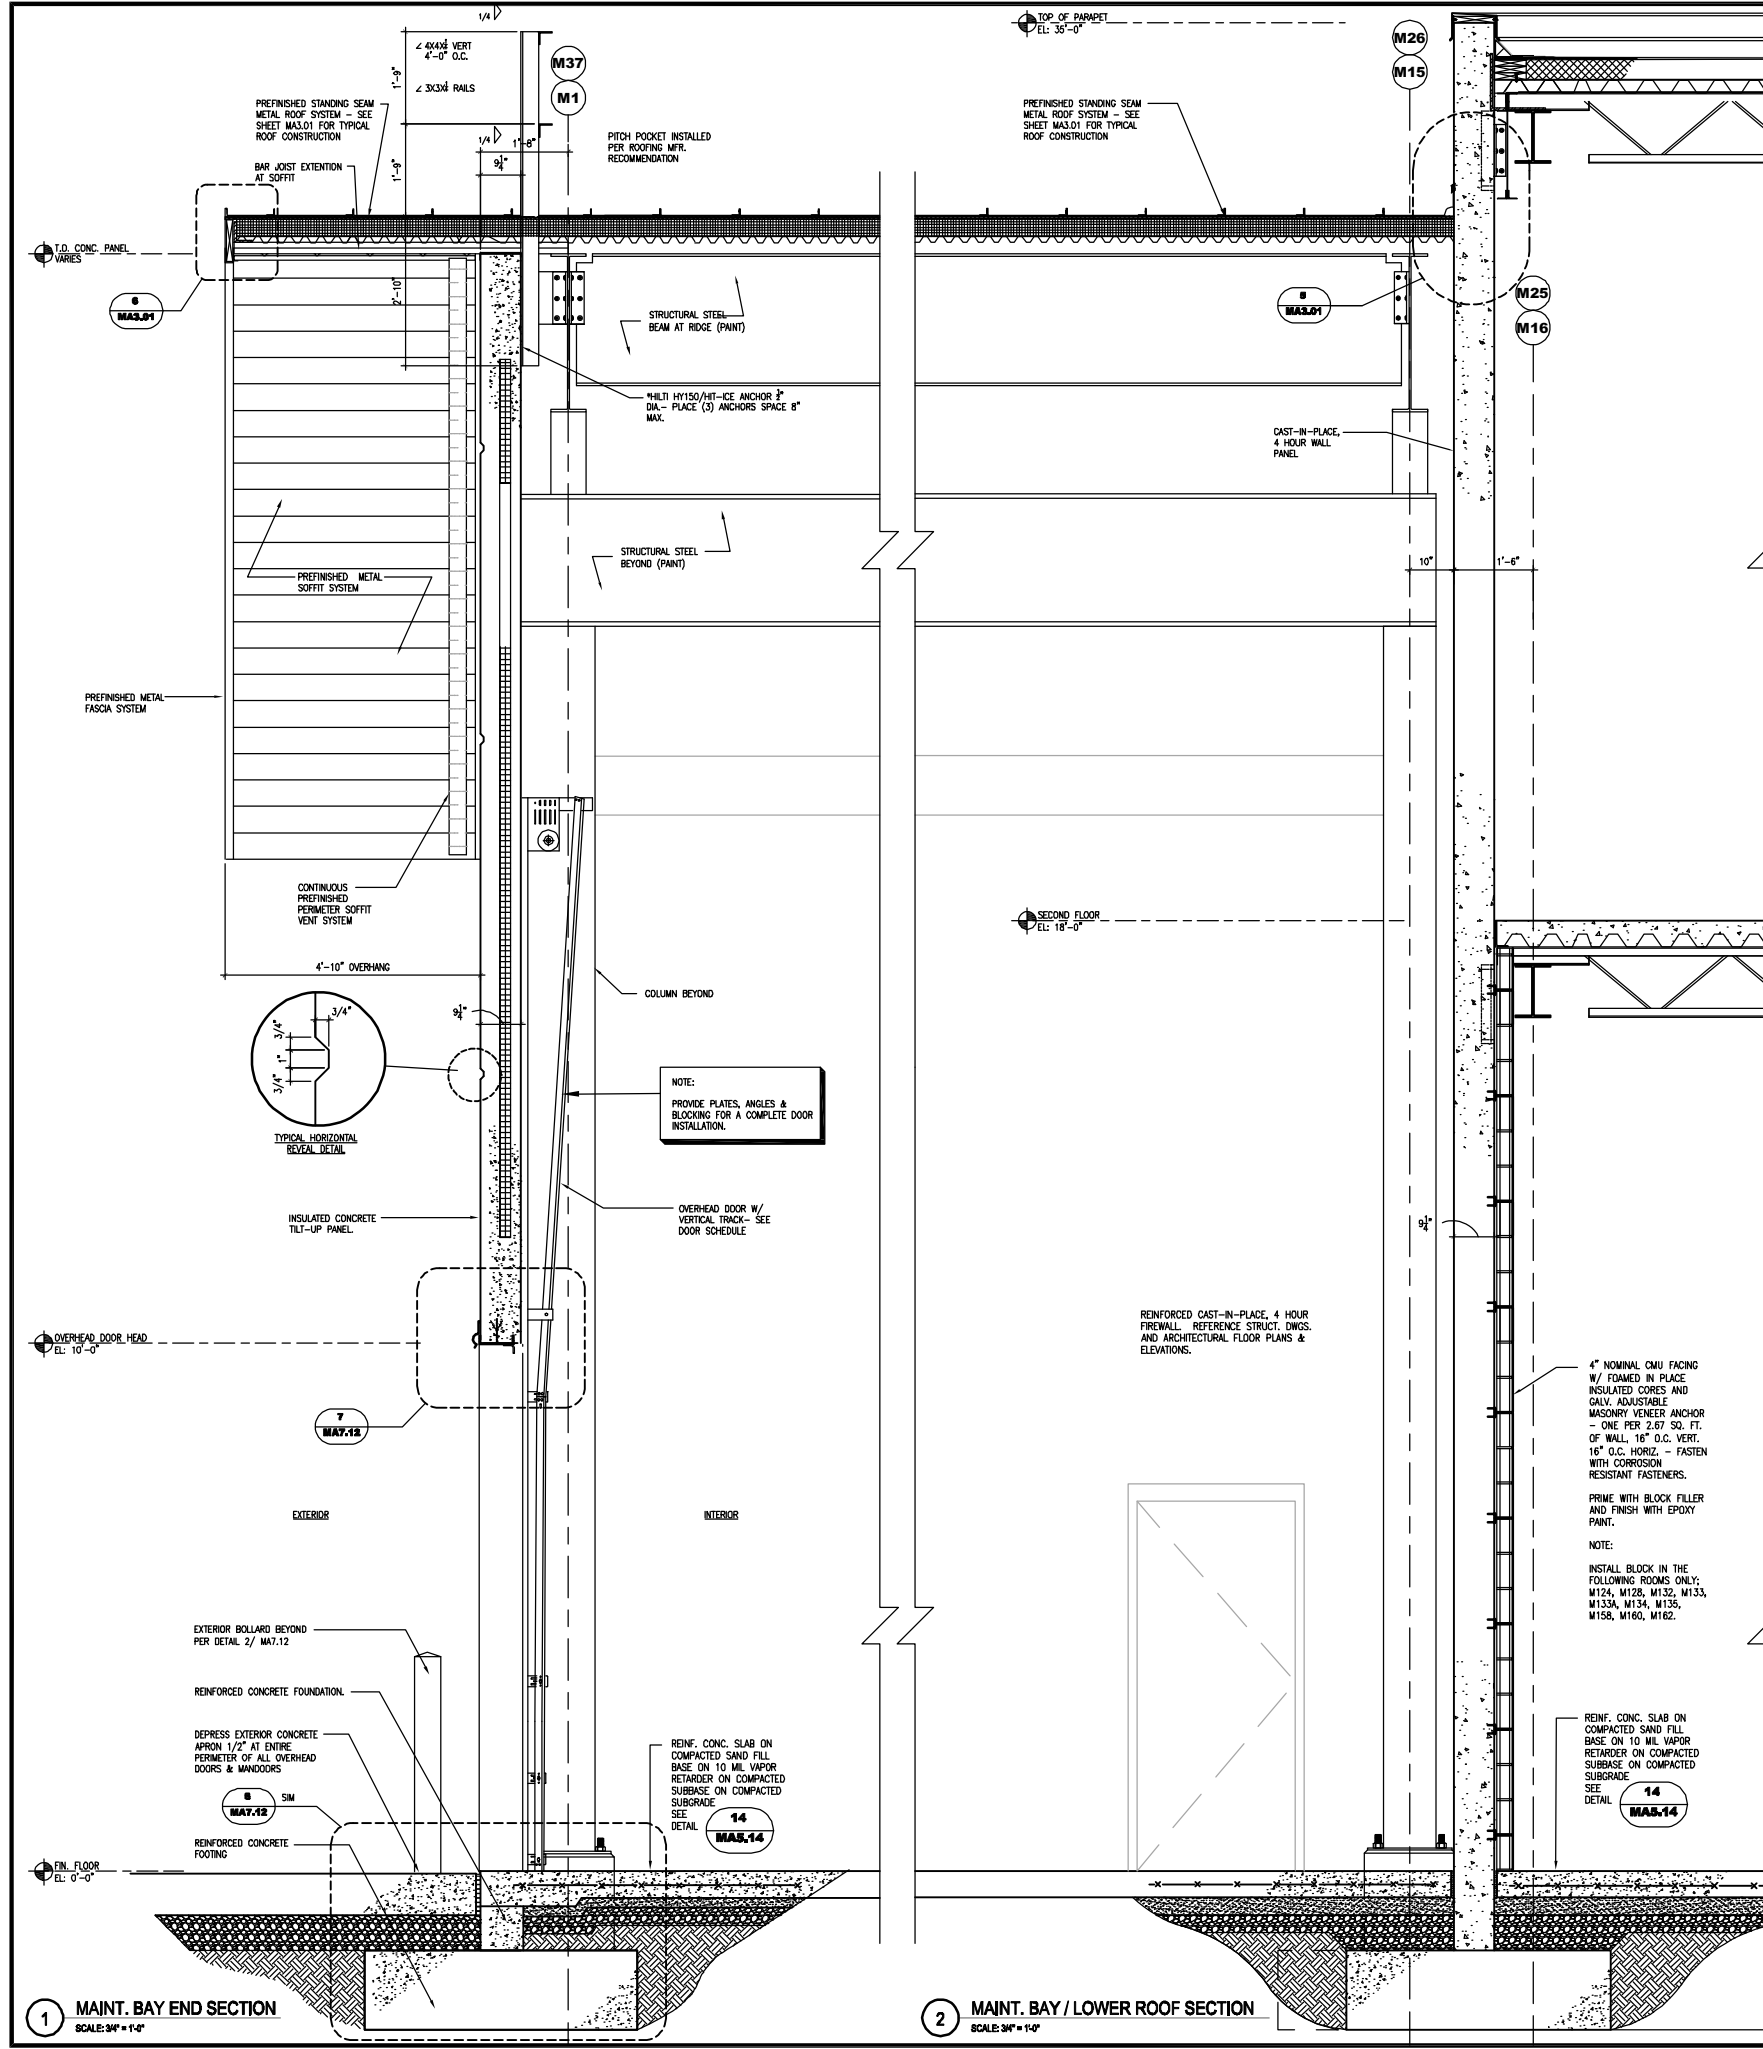 1/4
∠ 4X4X¼ VERT
4'-0" O.C.
∠ 3X3X¼ RAILS
1'-9"
M37
M1
PREFINISHED STANDING SEAM
METAL ROOF SYSTEM - SEE
SHEET MA3.01 FOR TYPICAL
ROOF CONSTRUCTION
1/4
1'-8"
9¼"
PITCH POCKET INSTALLED
PER ROOFING MFR.
RECOMMENDATION
BAR JOIST EXTENTION
AT SOFFIT
1'-9"
T.O. CONC. PANEL
VARIES
2'-10"
6
MA3.01
STRUCTURAL STEEL
BEAM AT RIDGE (PAINT)
*HILTI HY150/HIT-ICE ANCHOR ½"
DIA.- PLACE (3) ANCHORS SPACE 8"
MAX.
STRUCTURAL STEEL
BEYOND (PAINT)
PREFINISHED METAL
SOFFIT SYSTEM
PREFINISHED METAL
FASCIA SYSTEM
CONTINUOUS
PREFINISHED
PERIMETER SOFFIT
VENT SYSTEM
4'-10" OVERHANG
COLUMN BEYOND
9¼"
3/4"
3/4"
1"
3/4"
TYPICAL HORIZONTAL
REVEAL DETAIL
NOTE:
PROVIDE PLATES, ANGLES &
BLOCKING FOR A COMPLETE DOOR
INSTALLATION.
INSULATED CONCRETE
TILT-UP PANEL.
OVERHEAD DOOR W/
VERTICAL TRACK- SEE
DOOR SCHEDULE
OVERHEAD DOOR HEAD
EL: 10'-0"
7
MA7.12
EXTERIOR
INTERIOR
EXTERIOR BOLLARD BEYOND
PER DETAIL 2/ MA7.12
REINFORCED CONCRETE FOUNDATION.
DEPRESS EXTERIOR CONCRETE
APRON 1/2" AT ENTIRE
PERIMETER OF ALL OVERHEAD
DOORS & MANDOORS
6
MA7.12
SIM
REINFORCED CONCRETE
FOOTING
REINF. CONC. SLAB ON
COMPACTED SAND FILL
BASE ON 10 MIL VAPOR
RETARDER ON COMPACTED
SUBBASE ON COMPACTED
SUBGRADE
SEE
DETAIL
14
MA5.14
FIN. FLOOR
EL: 0'-0"
1
MAINT. BAY END SECTION
SCALE: 3/4" = 1'-0"
TOP OF PARAPET
EL: 35'-0"
M26
M15
PREFINISHED STANDING SEAM
METAL ROOF SYSTEM - SEE
SHEET MA3.01 FOR TYPICAL
ROOF CONSTRUCTION
MA3.01
M25
M16
CAST-IN-PLACE,
4 HOUR WALL
PANEL
10"
1'-6"
SECOND FLOOR
EL: 18'-0"
9¼"
REINFORCED CAST-IN-PLACE, 4 HOUR
FIREWALL. REFERENCE STRUCT. DWGS.
AND ARCHITECTURAL FLOOR PLANS &
ELEVATIONS.
4" NOMINAL CMU FACING
W/ FOAMED IN PLACE
INSULATED CORES AND
GALV. ADJUSTABLE
MASONRY VENEER ANCHOR
- ONE PER 2.67 SQ. FT.
OF WALL, 16" O.C. VERT.
16" O.C. HORIZ. - FASTEN
WITH CORROSION
RESISTANT FASTENERS.
PRIME WITH BLOCK FILLER
AND FINISH WITH EPOXY
PAINT.
NOTE:
INSTALL BLOCK IN THE
FOLLOWING ROOMS ONLY;
M124, M128, M132, M133,
M133A, M134, M135,
M158, M160, M162.
REINF. CONC. SLAB ON
COMPACTED SAND FILL
BASE ON 10 MIL VAPOR
RETARDER ON COMPACTED
SUBBASE ON COMPACTED
SUBGRADE
SEE
DETAIL
14
MA5.14
2
MAINT. BAY / LOWER ROOF SECTION
SCALE: 3/4" = 1'-0"